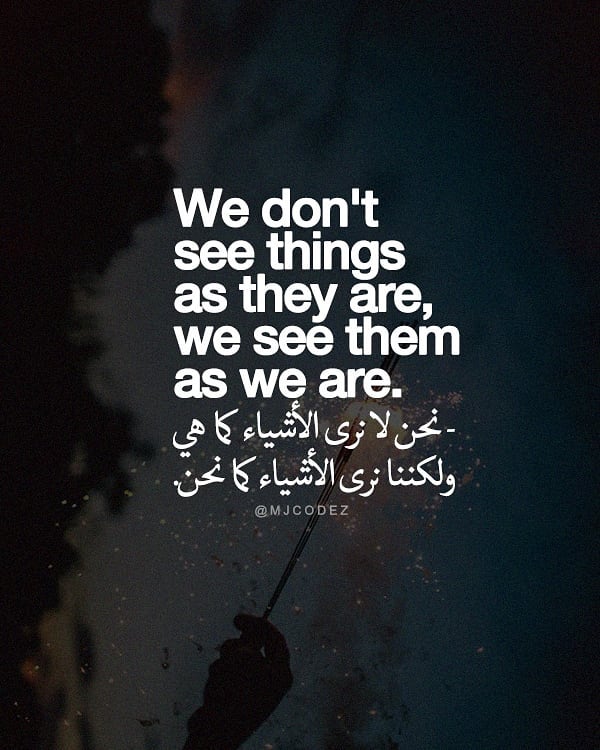 We don't
see things
as they are,
we see them
as we are.
- نحن لا نرى الأشياء كما هي
ولكننا نرى الأشياء كما نحن.
@MJCODEZ